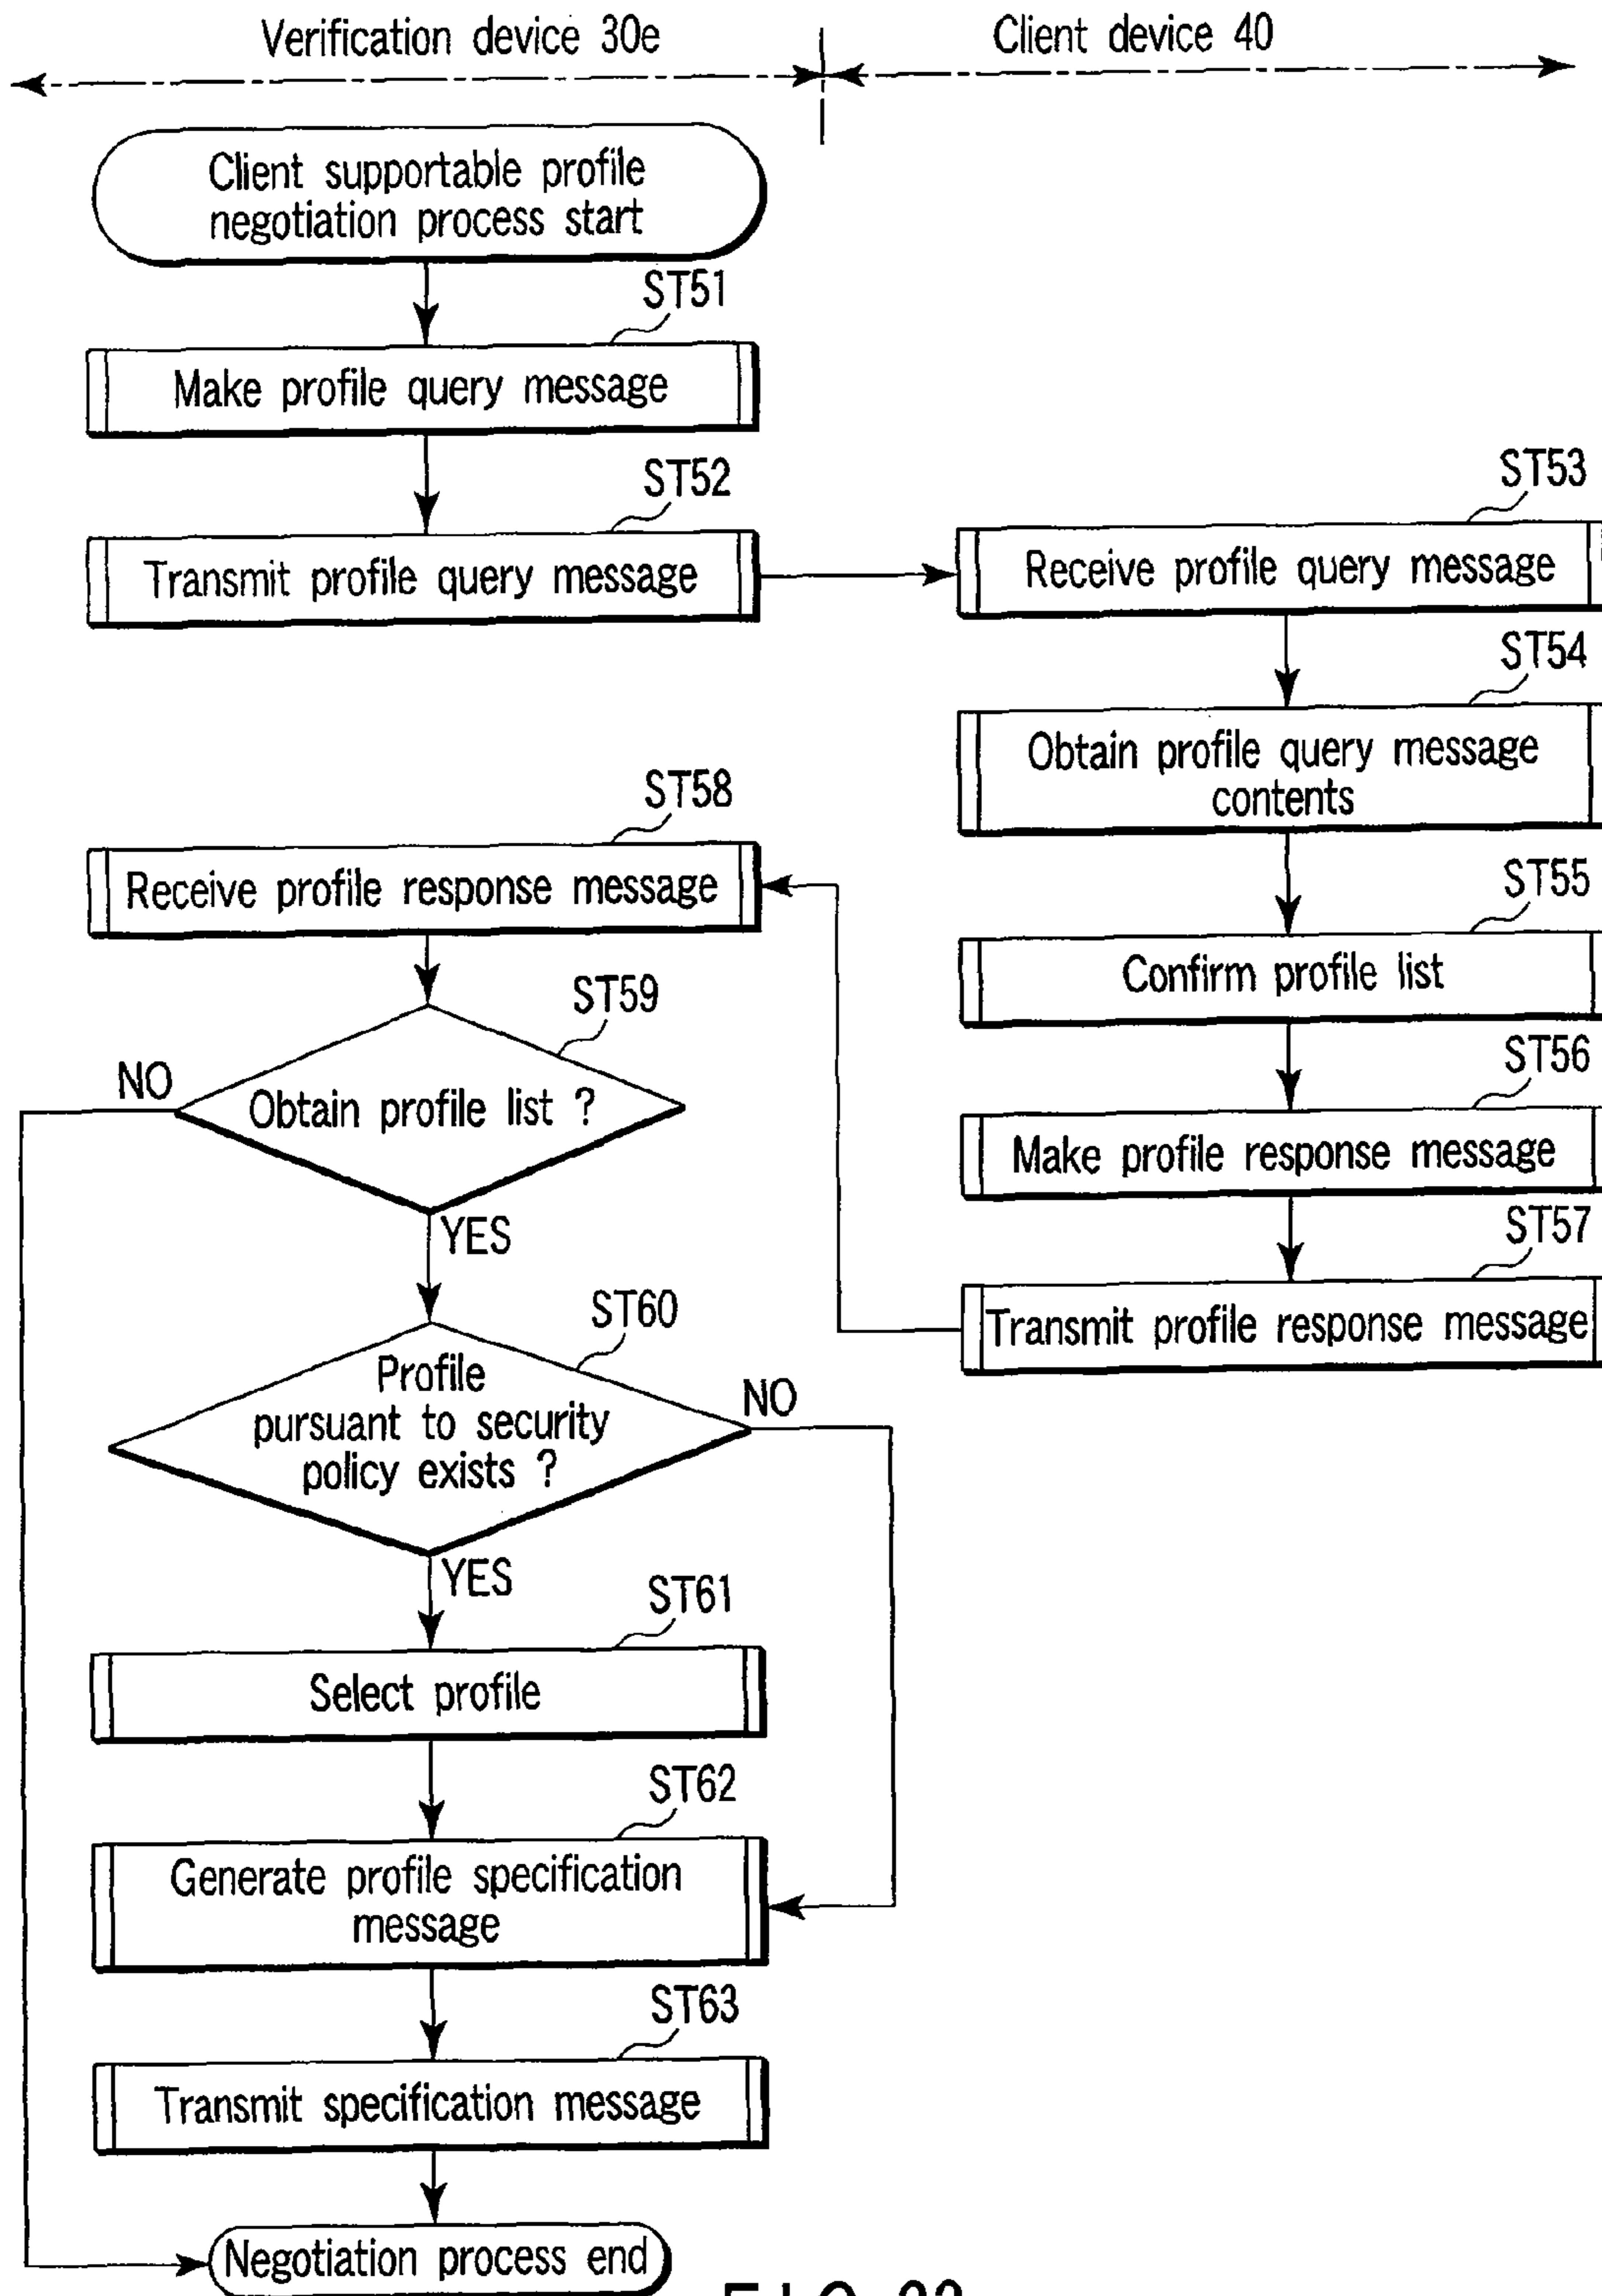 Verification device 30e
Client device 40
Client supportable profile
negotiation process start
ST51
Make profile query message
ST52
Transmit profile query message
ST53
Receive profile query message
ST54
Obtain profile query message
contents
ST55
Confirm profile list
ST56
Make profile response message
ST57
Transmit profile response message
ST58
Receive profile response message
ST59
Obtain profile list ?
NO
YES
ST60
Profile
pursuant to security
policy exists ?
NO
YES
ST61
Select profile
ST62
Generate profile specification
message
ST63
Transmit specification message
Negotiation process end